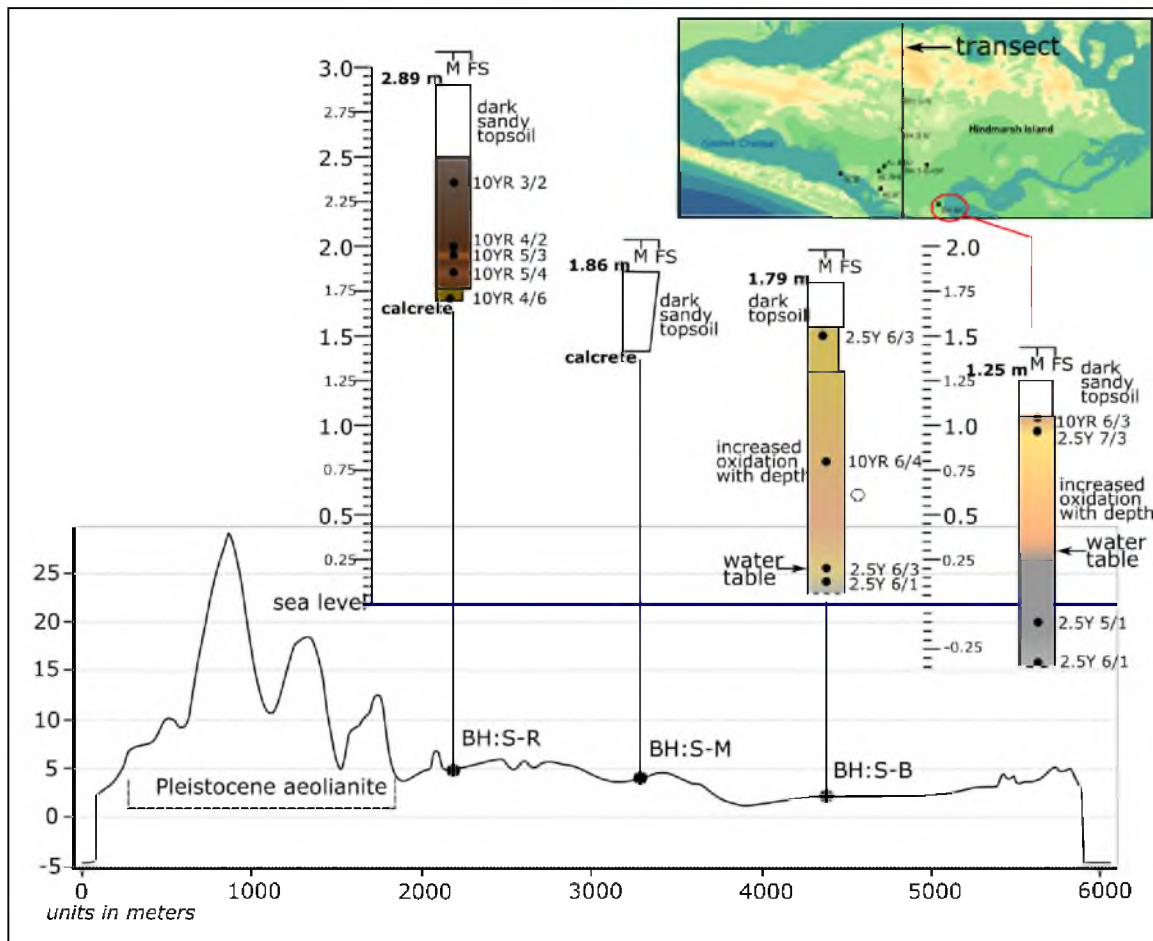 transect
Hindmarsh Island
M FS
2.89 m
dark
sandy
topsoil
10YR 3/2
10YR 4/2
10YR 5/3
10YR 5/4
10YR 4/6
calcrete
3.0
2.75
2.5
2.25
2.0
1.75
1.5
1.25
1.0
0.75
0.5
0.25
sea level
M FS
1.86 m
dark
sandy
topsoil
calcrete
M FS
1.79 m
dark
topsoil
2.5Y 6/3
increased
oxidation
with depth
10YR 6/4
water
table
2.5Y 6/3
2.5Y 6/1
2.0
1.75
1.5
1.25
1.0
0.75
0.5
0.25
-0.25
M FS
1.25 m
dark
sandy
topsoil
10YR 6/3
2.5Y 7/3
increased
oxidation
with depth
water
table
2.5Y 5/1
2.5Y 6/1
25
20
15
10
5
0
-5
Pleistocene aeolianite
BH:S-R
BH:S-M
BH:S-B
0 1000 2000 3000 4000 5000 6000
units in meters